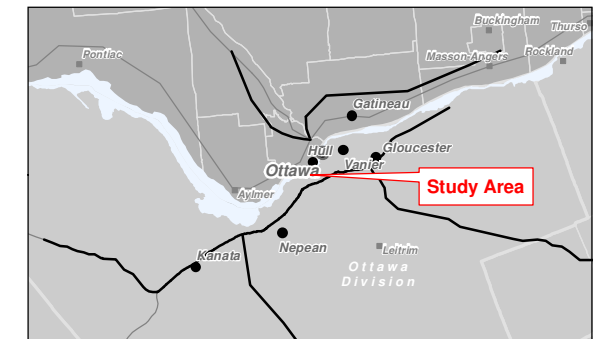 Buckingham
Thurso
Pontiac
Masson-Angers
Rockland
Gatineau
Hull
Gloucester
Vanier
Ottawa
Study Area
Aylmer
Nepean
Leitrim
Kanata
Ottawa
Division